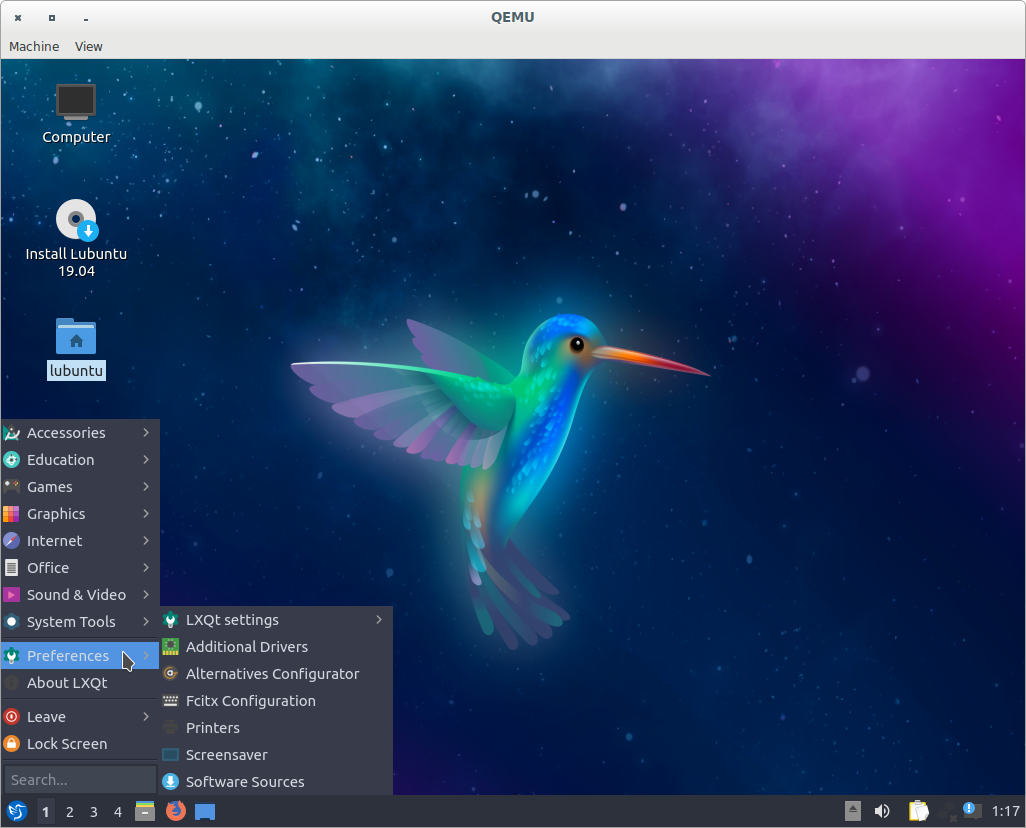 QEMU
Machine View
Computer
Install Lubuntu
19.04
lubuntu
Accessories
Education
Games
Graphics
Internet
Office
Sound & Video
System Tools
Preferences
About LXQt
Leave
Lock Screen
Search...
LXQt settings
Additional Drivers
Alternatives Configurator
Fcitx Configuration
Printers
Screensaver
Software Sources
1 2 3 4 1:17